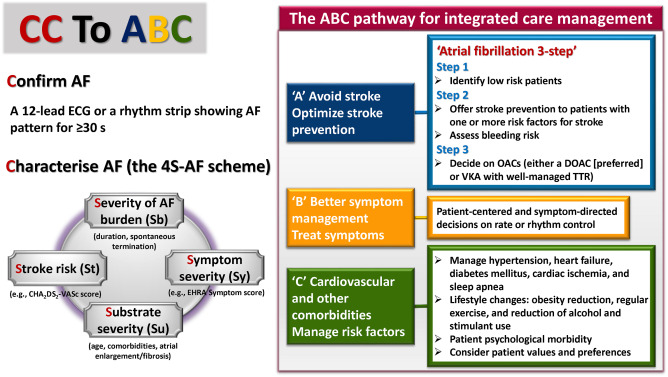 CC To ABC
Confirm AF
A 12-lead ECG or a rhythm strip showing AF
pattern for ≥30 s
Characterise AF (the 4S-AF scheme)
Severity of AF
burden (Sb)
(duration, spontaneous
termination)
Stroke risk (St)
(e.g., CHA₂DS₂-VASc score)
Symptom
severity (Sy)
(e.g., EHRA Symptom score)
Substrate
severity (Su)
(age, comorbidities, atrial
enlargement/fibrosis)
The ABC pathway for integrated care management
‘A’ Avoid stroke
Optimize stroke
prevention
‘Atrial fibrillation 3-step’
Step 1
➢ Identify low risk patients
Step 2
➢ Offer stroke prevention to patients with
one or more risk factors for stroke
➢ Assess bleeding risk
Step 3
➢ Decide on OACs (either a DOAC [preferred]
or VKA with well-managed TTR)
‘B’ Better symptom
management
Treat symptoms
Patient-centered and symptom-directed
decisions on rate or rhythm control
‘C’ Cardiovascular
and other
comorbidities
Manage risk factors
➢ Manage hypertension, heart failure,
diabetes mellitus, cardiac ischemia, and
sleep apnea
➢ Lifestyle changes: obesity reduction, regular
exercise, and reduction of alcohol and
stimulant use
➢ Patient psychological morbidity
➢ Consider patient values and preferences